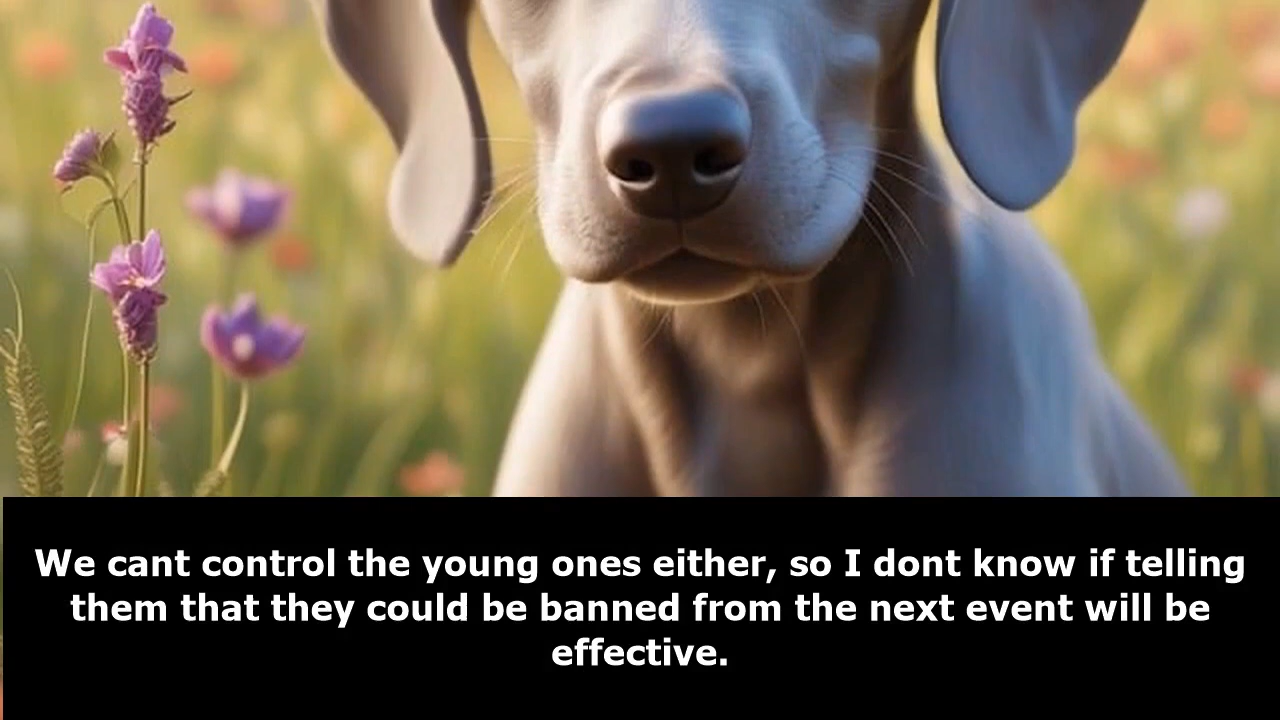 We cant control the young ones either, so I dont know if telling
them that they could be banned from the next event will be
effective.